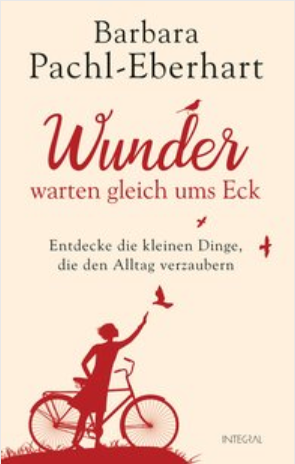 Barbara
Pachl-Eberhart
Wunder
warten gleich ums Eck
Entdecke die kleinen Dinge,
die den Alltag verzaubern
INTEGRAL